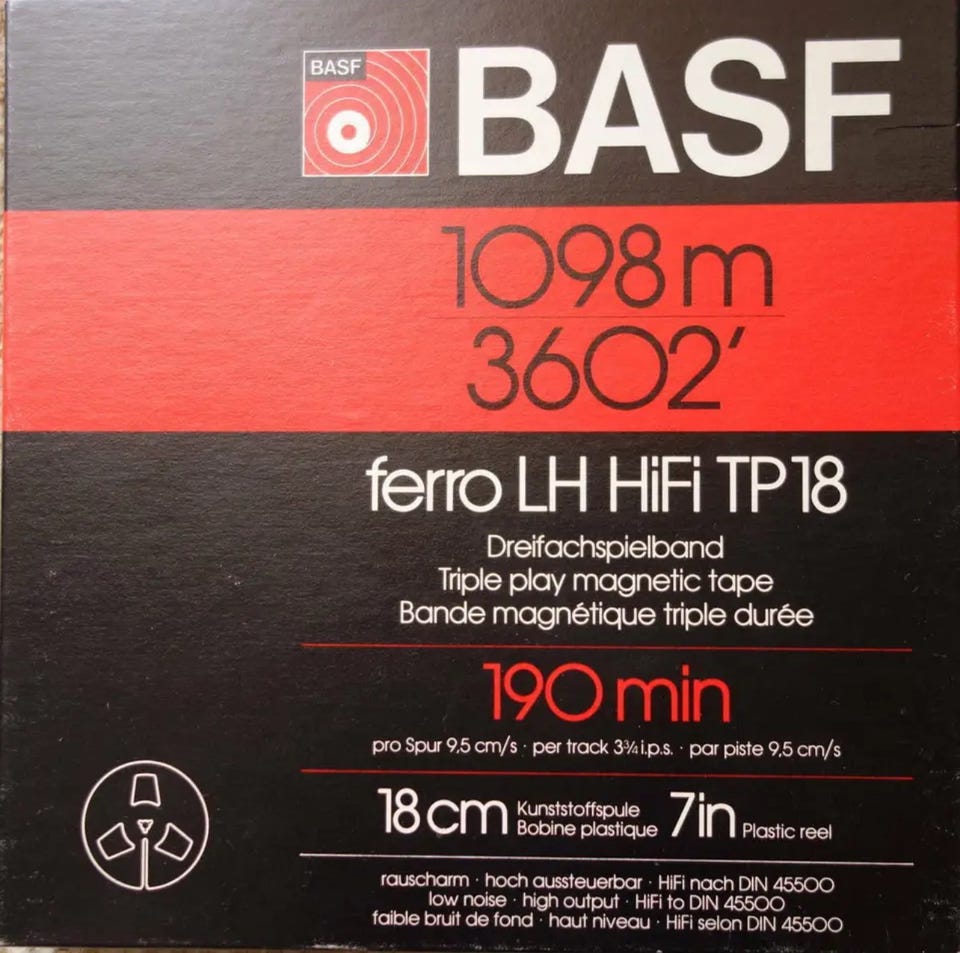 BASF
BASF
1098 m
3602'
ferro LH HiFi TP 18
Dreifachspielband
Triple play magnetic tape
Bande magnétique triple durée
190 min
pro Spur 9,5 cm/s · per track 3¾ i.p.s. · par piste 9,5 cm/s
18 cm Kunststoffspule
Bobine plastique 7in Plastic reel
rauscharm · hoch aussteuerbar · HiFi nach DIN 45500
low noise · high output · HiFi to DIN 45500
faible bruit de fond · haut niveau · HiFi selon DIN 45500